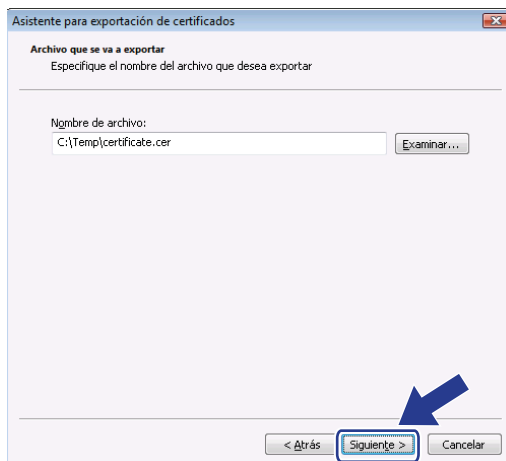 Asistente para exportación de certificados
Archivo que se va a exportar
Especifique el nombre del archivo que desea exportar
Nombre de archivo:
C:\Temp\certificate.cer
Examinar...
< Atrás
Siguiente >
Cancelar